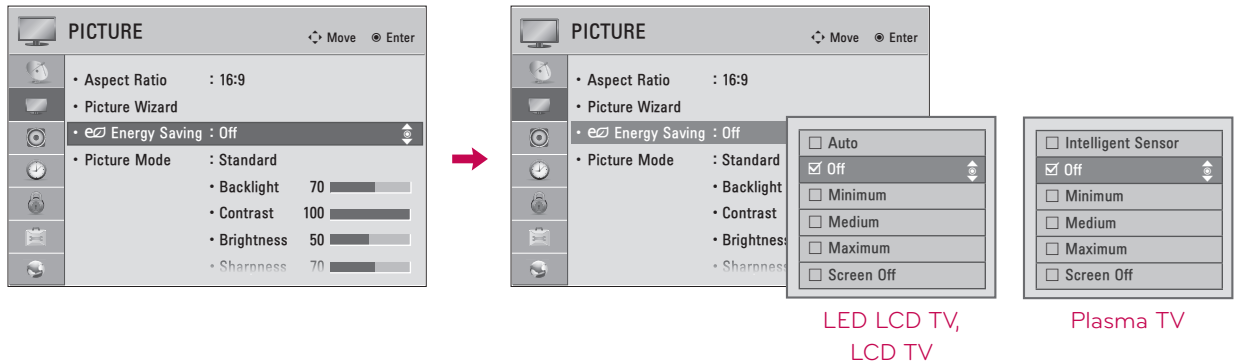 PICTURE
Move
Enter
• Aspect Ratio : 16:9
• Picture Wizard
• Energy Saving : Off
• Picture Mode : Standard
• Backlight 70
• Contrast 100
• Brightness 50
• Sharpness 70
PICTURE
Move
Enter
• Aspect Ratio : 16:9
• Picture Wizard
• Energy Saving : Off
• Picture Mode : Standard
• Backlight
• Contrast
• Brightness
• Sharpness
☐ Auto
☑ Off
☐ Minimum
☐ Medium
☐ Maximum
☐ Screen Off
LED LCD TV,
LCD TV
☐ Intelligent Sensor
☑ Off
☐ Minimum
☐ Medium
☐ Maximum
☐ Screen Off
Plasma TV